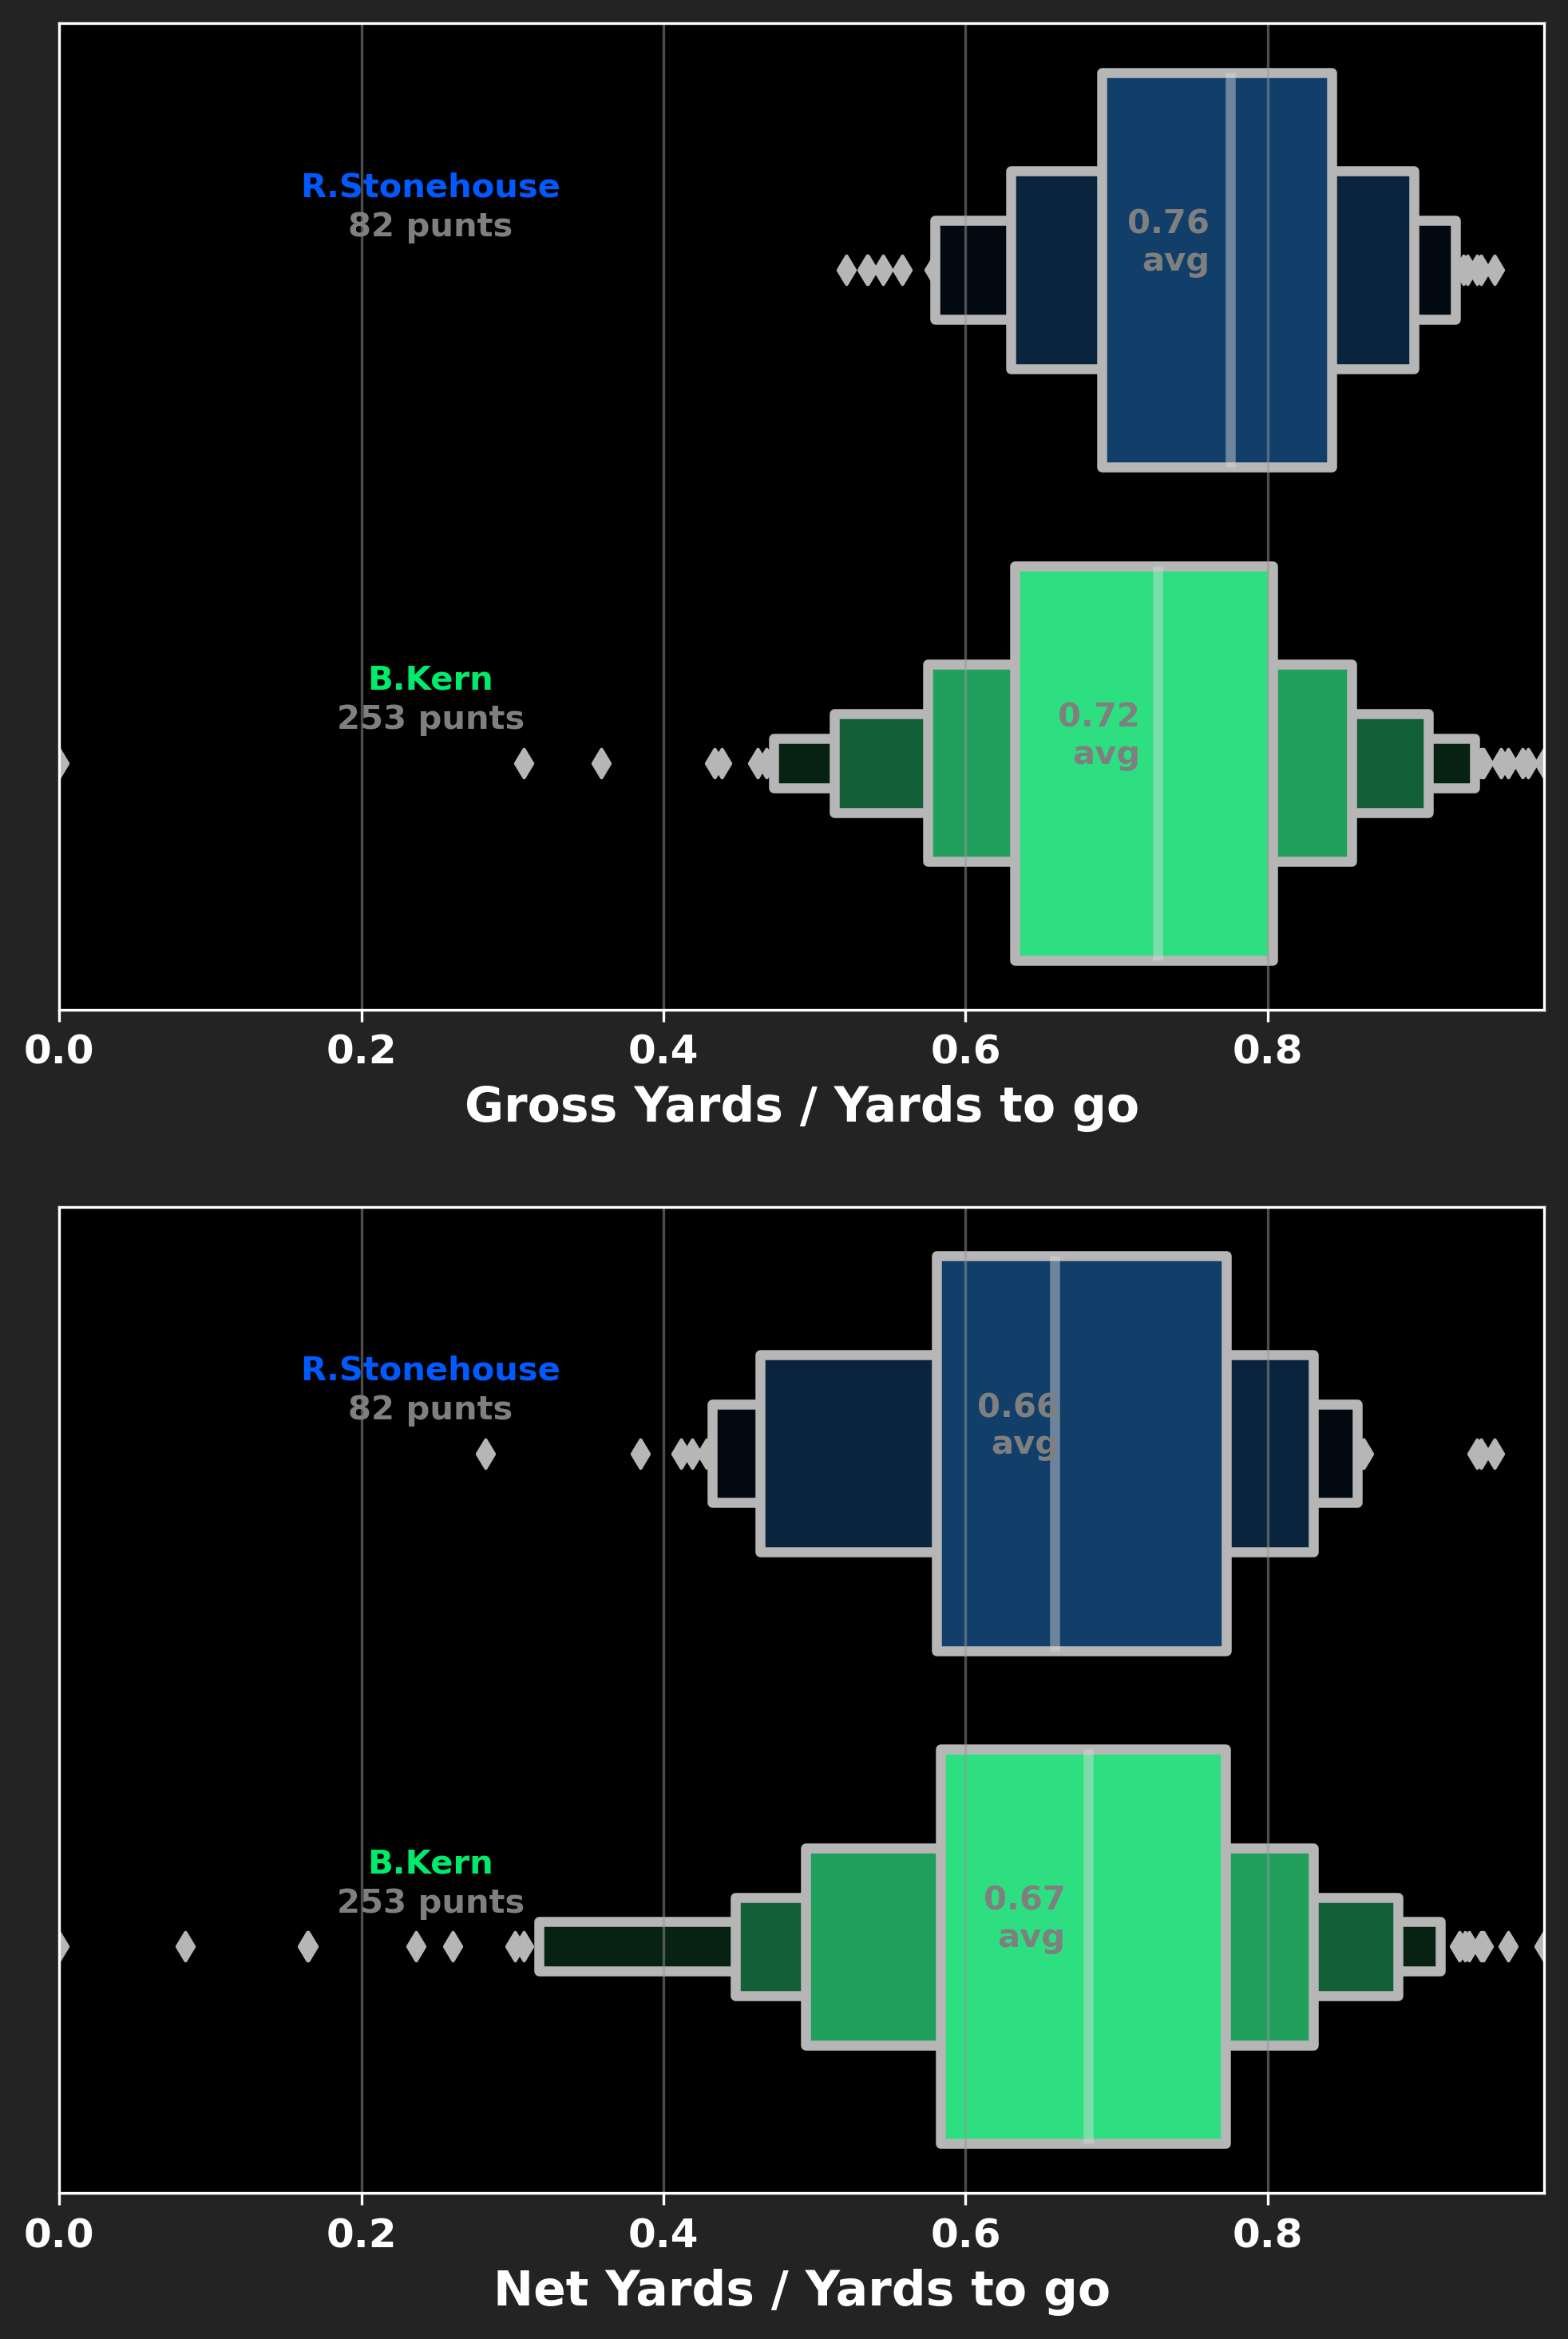 R.Stonehouse
82 punts
0.76
avg
B.Kern
253 punts
0.72
avg
0.0 0.2 0.4 0.6 0.8
Gross Yards / Yards to go
R.Stonehouse
82 punts
0.66
avg
B.Kern
253 punts
0.67
avg
0.0 0.2 0.4 0.6 0.8
Net Yards / Yards to go